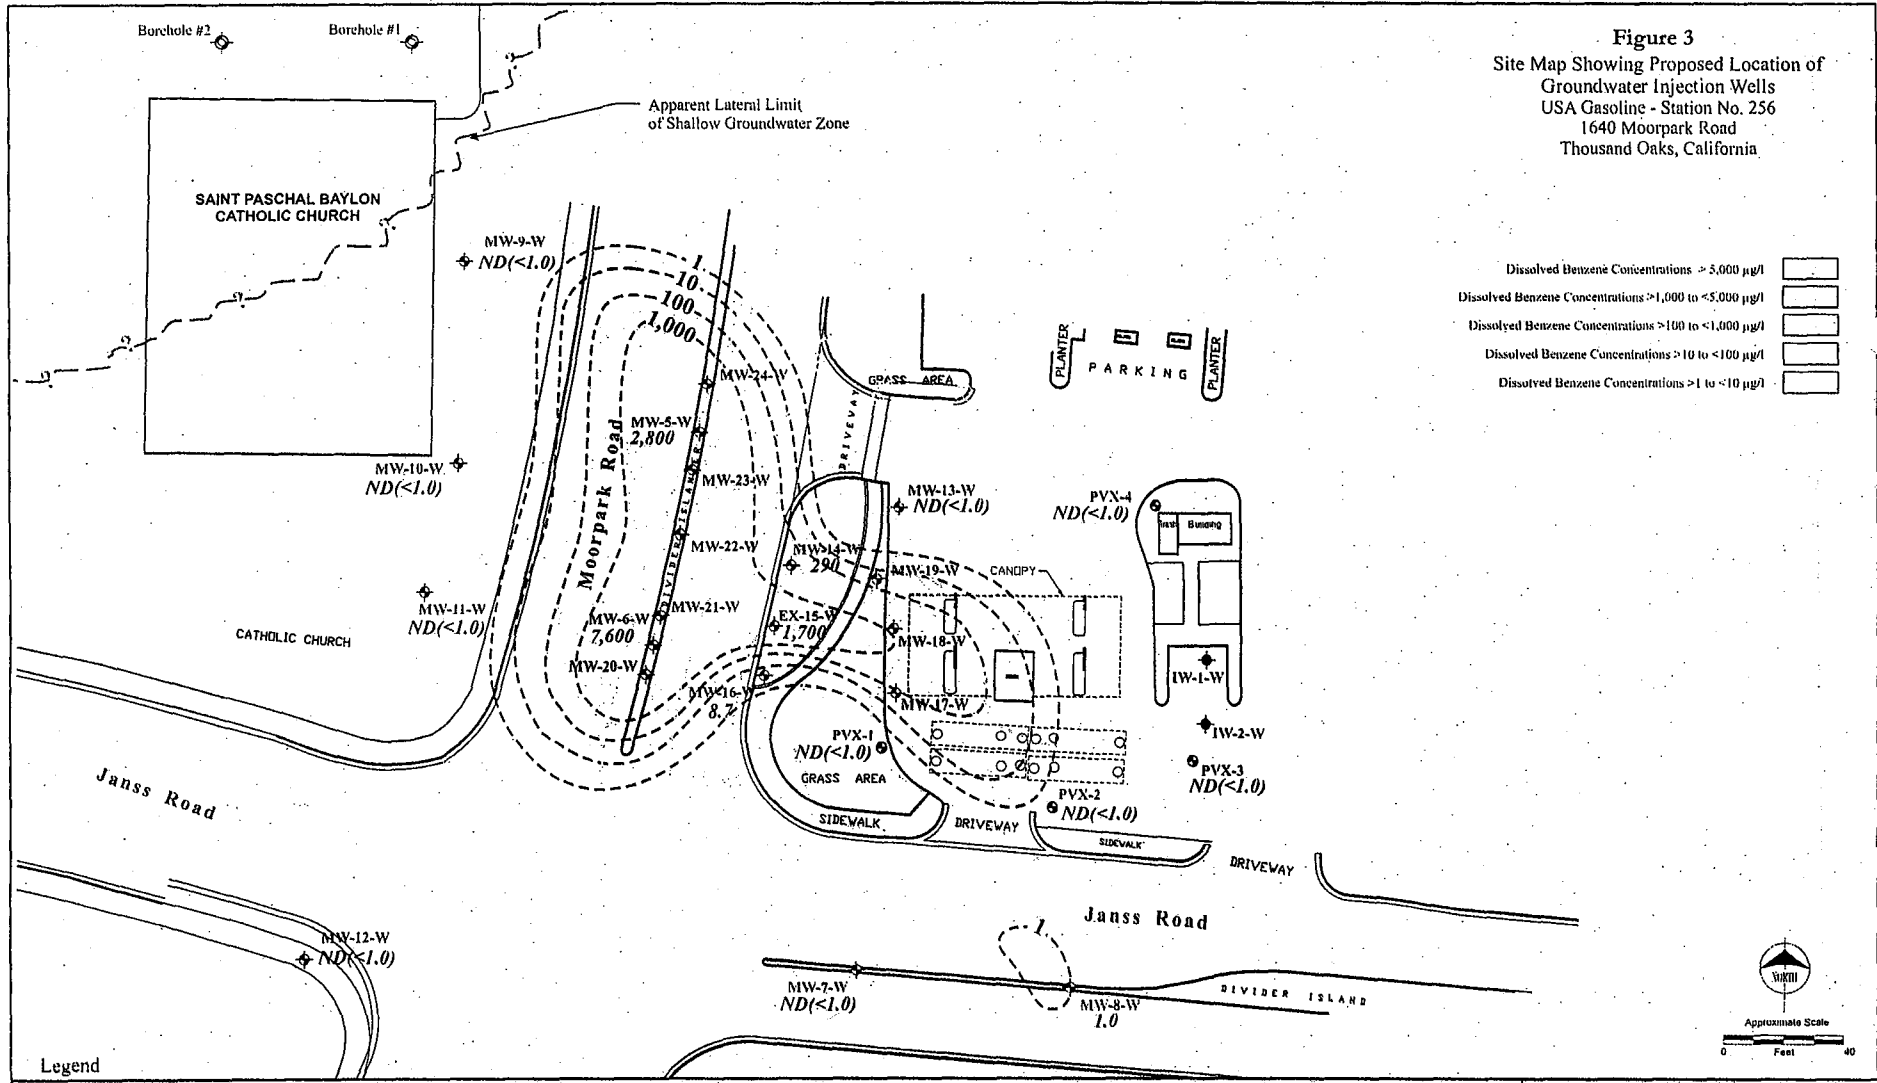 Borehole #2
Borehole #1
Figure 3
Site Map Showing Proposed Location of
Groundwater Injection Wells
USA Gasoline - Station No. 256
1640 Moorpark Road
Thousand Oaks, California
Apparent Lateral Limit
of Shallow Groundwater Zone
?
?
?
?
?
SAINT PASCHAL BAYLON
CATHOLIC CHURCH
MW-9-W
ND(<1.0)
1
10
100
1,000
Dissolved Benzene Concentrations > 5,000 µg/l
Dissolved Benzene Concentrations >1,000 to <5,000 µg/l
Dissolved Benzene Concentrations >100 to <1,000 µg/l
Dissolved Benzene Concentrations >10 to <100 µg/l
Dissolved Benzene Concentrations >1 to <10 µg/l
PLANTER
PARKING
PLANTER
MW-24-W
GRASS AREA
DRIVEWAY
MW-5-W
2,800
Moorpark Road
DIVIDER ISLAND
MW-10-W
ND(<1.0)
MW-23-W
MW-13-W
ND(<1.0)
PVX-4
ND(<1.0)
Building
MW-22-W
MW-14-W
290
MW-19-W
CANOPY
MW-11-W
ND(<1.0)
MW-21-W
MW-6-W
7,600
EX-15-W
1,700
MW-18-W
CATHOLIC CHURCH
MW-20-W
MW-16-W
8.7
MW-17-W
IW-1-W
IW-2-W
PVX-1
ND(<1.0)
GRASS AREA
PVX-3
ND(<1.0)
PVX-2
ND(<1.0)
SIDEWALK
DRIVEWAY
SIDEWALK
DRIVEWAY
Janss Road
Janss Road
MW-12-W
ND(<1.0)
1
MW-7-W
ND(<1.0)
MW-8-W
1.0
DIVIDER ISLAND
North
Approximate Scale
0 Feet 40
Legend